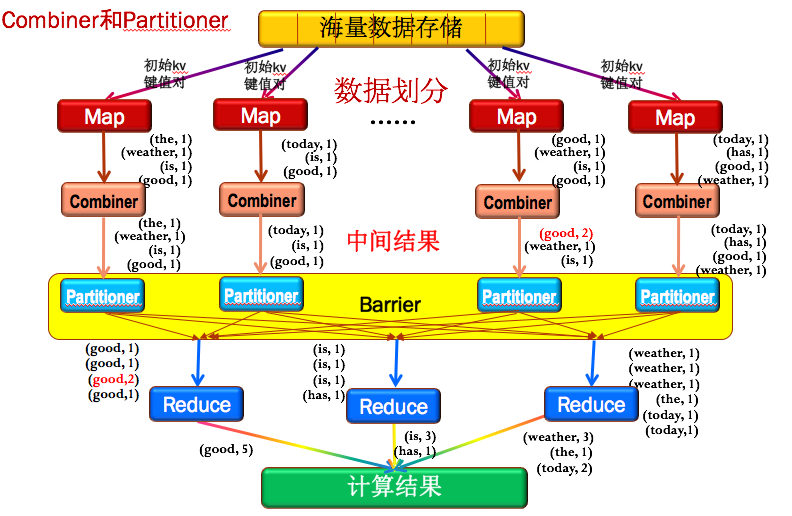 Combiner和Partitioner
海量数据存储
初始kv
键值对
初始kv
键值对
初始kv
键值对
初始kv
键值对
数据划分
Map
Map
……
Map
Map
(the, 1)
(weather, 1)
(is, 1)
(good, 1)
(today, 1)
(is, 1)
(good, 1)
(good, 1)
(weather, 1)
(is, 1)
(good, 1)
(today, 1)
(has, 1)
(good, 1)
(weather, 1)
Combiner
Combiner
Combiner
Combiner
(the, 1)
(weather, 1)
(is, 1)
(good, 1)
(today, 1)
(is, 1)
(good, 1)
中间结果
(good, 2)
(weather, 1)
(is, 1)
(today, 1)
(has, 1)
(good, 1)
(weather, 1)
Partitioner
Partitioner
Barrier
Partitioner
Partitioner
(good, 1)
(good, 1)
(good,2)
(good,1)
(is, 1)
(is, 1)
(is, 1)
(has, 1)
(weather, 1)
(weather, 1)
(weather, 1)
(the, 1)
(today, 1)
(today,1)
Reduce
Reduce
Reduce
(good, 5)
(is, 3)
(has, 1)
(weather, 3)
(the, 1)
(today, 2)
计算结果